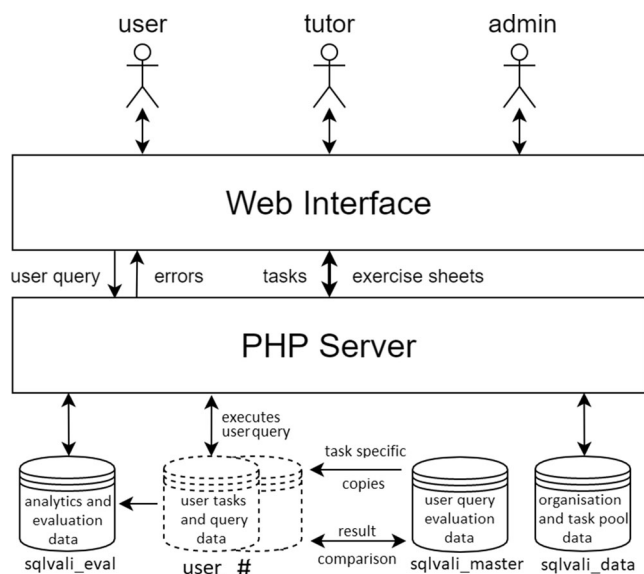 user tutor admin
Web Interface
user query errors tasks exercise sheets
PHP Server
executes
user query
task specific
copies
analytics and
evaluation
data
user tasks
and query
data
result
comparison
user query
evaluation
data
organisation
and task pool
data
sqlvali_eval user_# sqlvali_master sqlvali_data